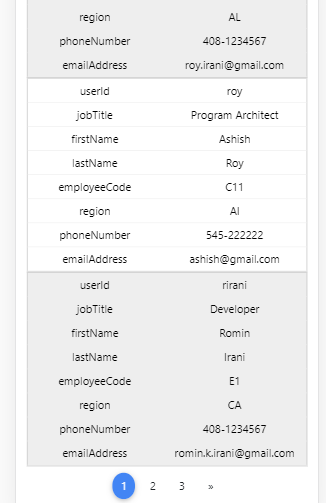 region AL
phoneNumber 408-1234567
emailAddress roy.irani@gmail.com
userId roy
jobTitle Program Architect
firstName Ashish
lastName Roy
employeeCode C11
region Al
phoneNumber 545-222222
emailAddress ashish@gmail.com
userId rirani
jobTitle Developer
firstName Romin
lastName Irani
employeeCode E1
region CA
phoneNumber 408-1234567
emailAddress romin.k.irani@gmail.com
1 2 3 »